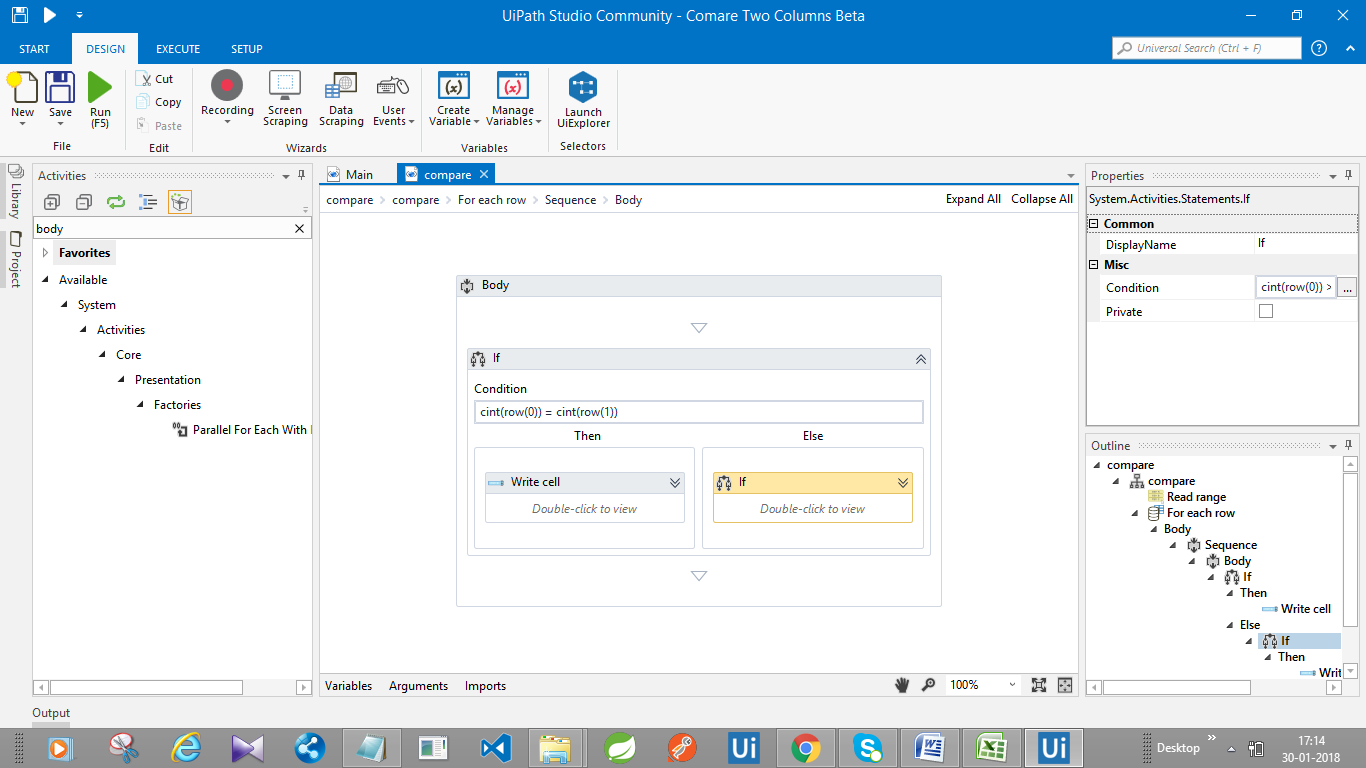 UiPath Studio Community - Comare Two Columns Beta
START DESIGN EXECUTE SETUP
Universal Search (Ctrl + F)
New Save Run (F5)
Cut
Copy
Paste
Recording Screen Scraping Data Scraping User Events
Create Variable Manage Variables
Launch UiExplorer
File Edit Wizards Variables Selectors
Library
Project
Activities
body
Favorites
Available
System
Activities
Core
Presentation
Factories
Parallel For Each With
Main compare
compare > compare > For each row > Sequence > Body
Expand All Collapse All
Body
If
Condition
cint(row(0)) = cint(row(1))
Then Else
Write cell If
Double-click to view Double-click to view
Variables Arguments Imports
100%
Properties
System.Activities.Statements.If
Common
DisplayName If
Misc
Condition cint(row(0)) > ...
Private
Outline
compare
compare
Read range
For each row
Body
Sequence
Body
If
Then
Write cell
Else
If
Then
Writ
Output
Ui
Ui
Desktop
17:14
30-01-2018